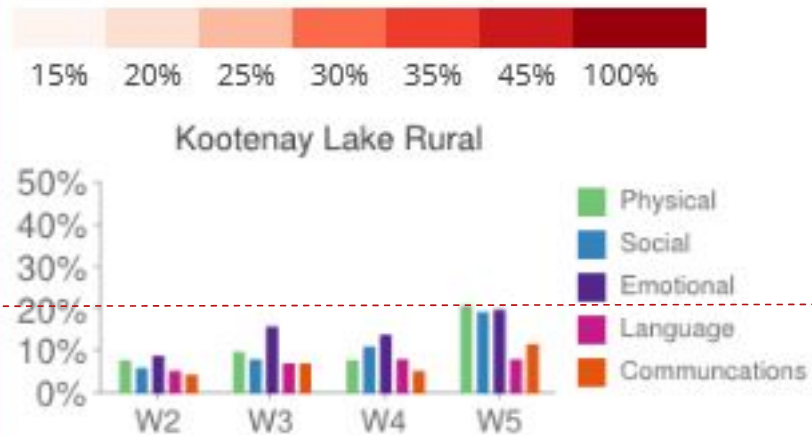 15% 20% 25% 30% 35% 45% 100%
Kootenay Lake Rural
50%
40%
30%
20%
10%
0%
W2 W3 W4 W5
Physical
Social
Emotional
Language
Communcations